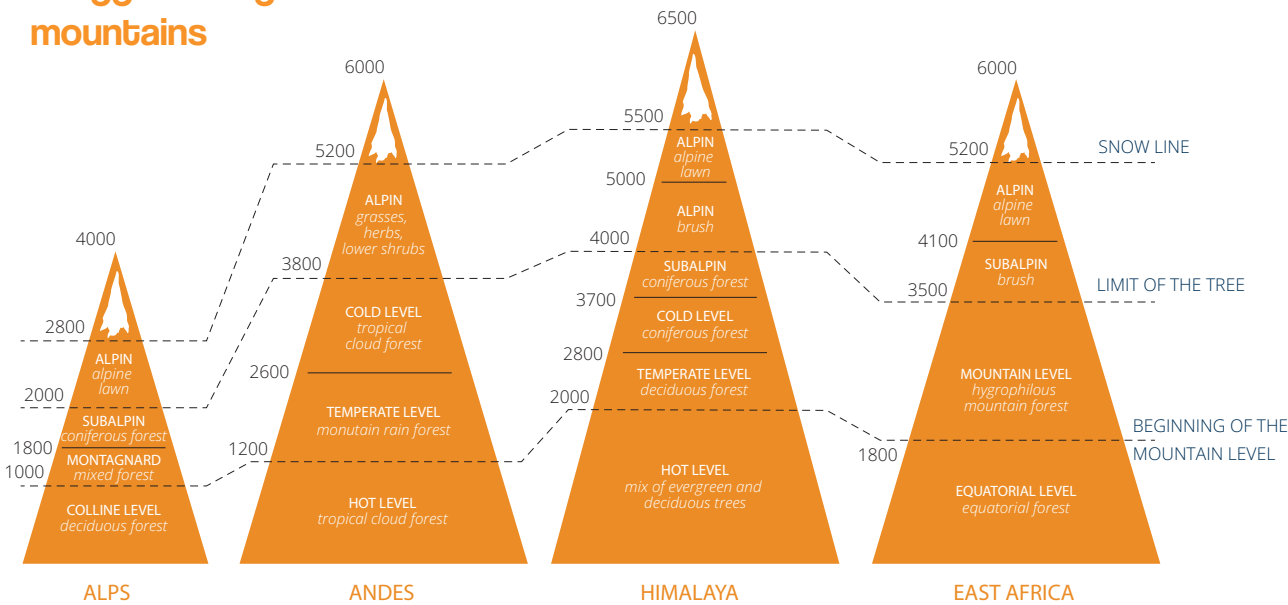 mountains
4000
2800
ALPIN
alpine
lawn
2000
SUBALPIN
coniferous forest
1800
MONTAGNARD
mixed forest
1000
COLLINE LEVEL
deciduous forest
ALPS
6000
5200
ALPIN
grasses,
herbs,
lower shrubs
3800
COLD LEVEL
tropical
cloud forest
2600
TEMPERATE LEVEL
monutain rain forest
1200
HOT LEVEL
tropical cloud forest
ANDES
6500
5500
ALPIN
alpine
lawn
5000
ALPIN
brush
4000
SUBALPIN
coniferous forest
3700
COLD LEVEL
coniferous forest
2800
TEMPERATE LEVEL
deciduous forest
2000
HOT LEVEL
mix of evergreen and
deciduous trees
HIMALAYA
6000
5200
ALPIN
alpine
lawn
4100
SUBALPIN
brush
3500
MOUNTAIN LEVEL
hygrophilous
mountain forest
1800
EQUATORIAL LEVEL
equatorial forest
EAST AFRICA
SNOW LINE
LIMIT OF THE TREE
BEGINNING OF THE
MOUNTAIN LEVEL